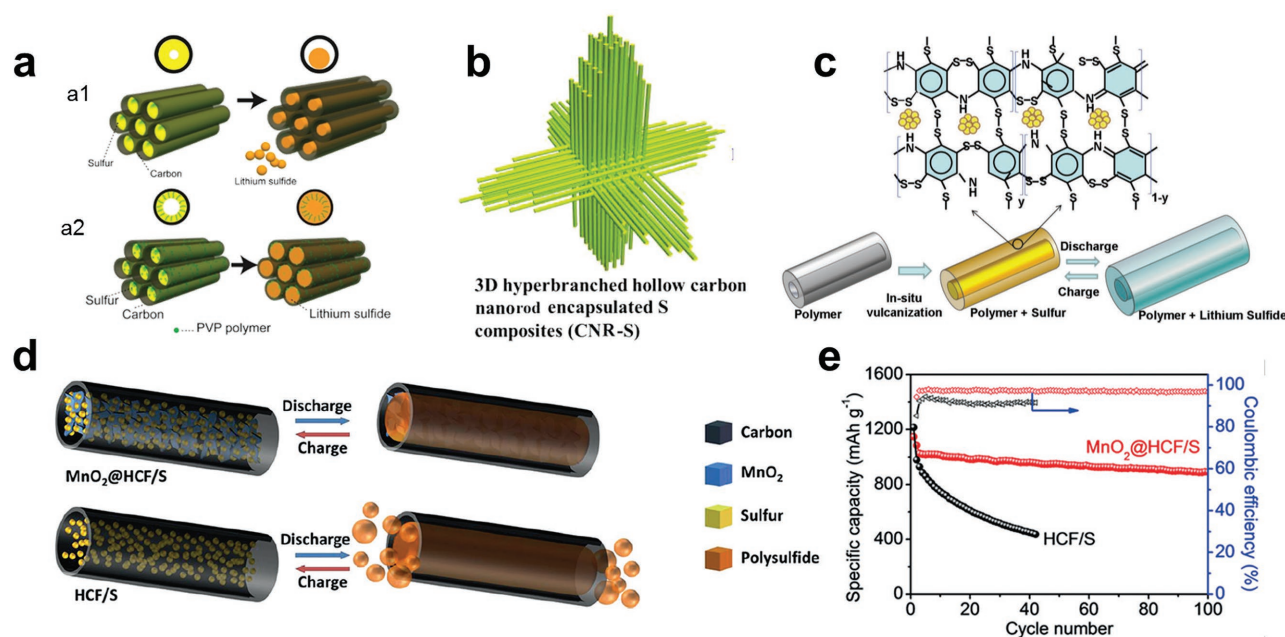 a
a1
Sulfur
Carbon
Lithium sulfide
a2
Sulfur
Carbon
PVP polymer
Lithium sulfide
b
3D hyperbranched hollow carbon
nanorod encapsulated S
composites (CNR-S)
c
S S S S
H
N S-S N S-S
S-S N H S-S N H S
S S S S
H N S-S H N H N
S-S N H S-S S-S
S S y S S 1-y
Polymer
In-situ
vulcanization
Polymer + Sulfur
Discharge
Charge
Polymer + Lithium Sulfide
d
MnO₂@HCF/S
Discharge
Charge
HCF/S
Discharge
Charge
Carbon
MnO₂
Sulfur
Polysulfide
e
Specific capacity (mAh g⁻¹)
1600
1200
800
400
0
0 20 40 60 80 100
Cycle number
MnO₂@HCF/S
HCF/S
100
80
60
40
20
0
Coulombic efficiency (%)